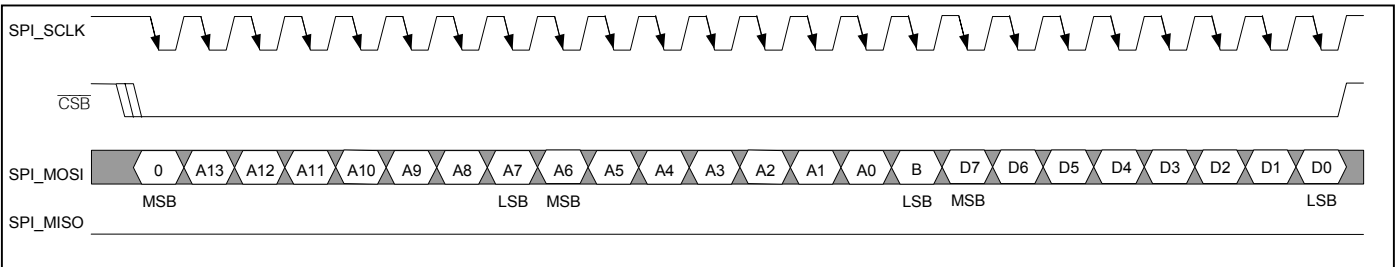 SPI_SCLK
CSB
SPI_MOSI 0 A13 A12 A11 A10 A9 A8 A7 A6 A5 A4 A3 A2 A1 A0 B D7 D6 D5 D4 D3 D2 D1 D0
MSB LSB MSB LSB MSB LSB
SPI_MISO